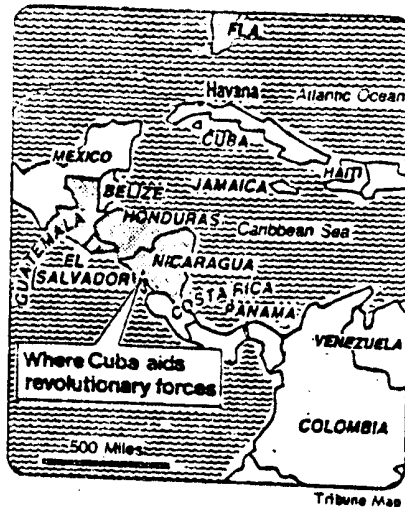 FLA.
Havana
Atlantic Ocean
CUBA
MEXICO
HAITI
BELIZE
JAMAICA
HONDURAS
Caribbean Sea
GUATEMALA
EL
SALVADOR
NICARAGUA
COSTA RICA
PANAMA
VENEZUELA
Where Cuba aids
revolutionary forces
COLOMBIA
500 Miles
Tribune Map